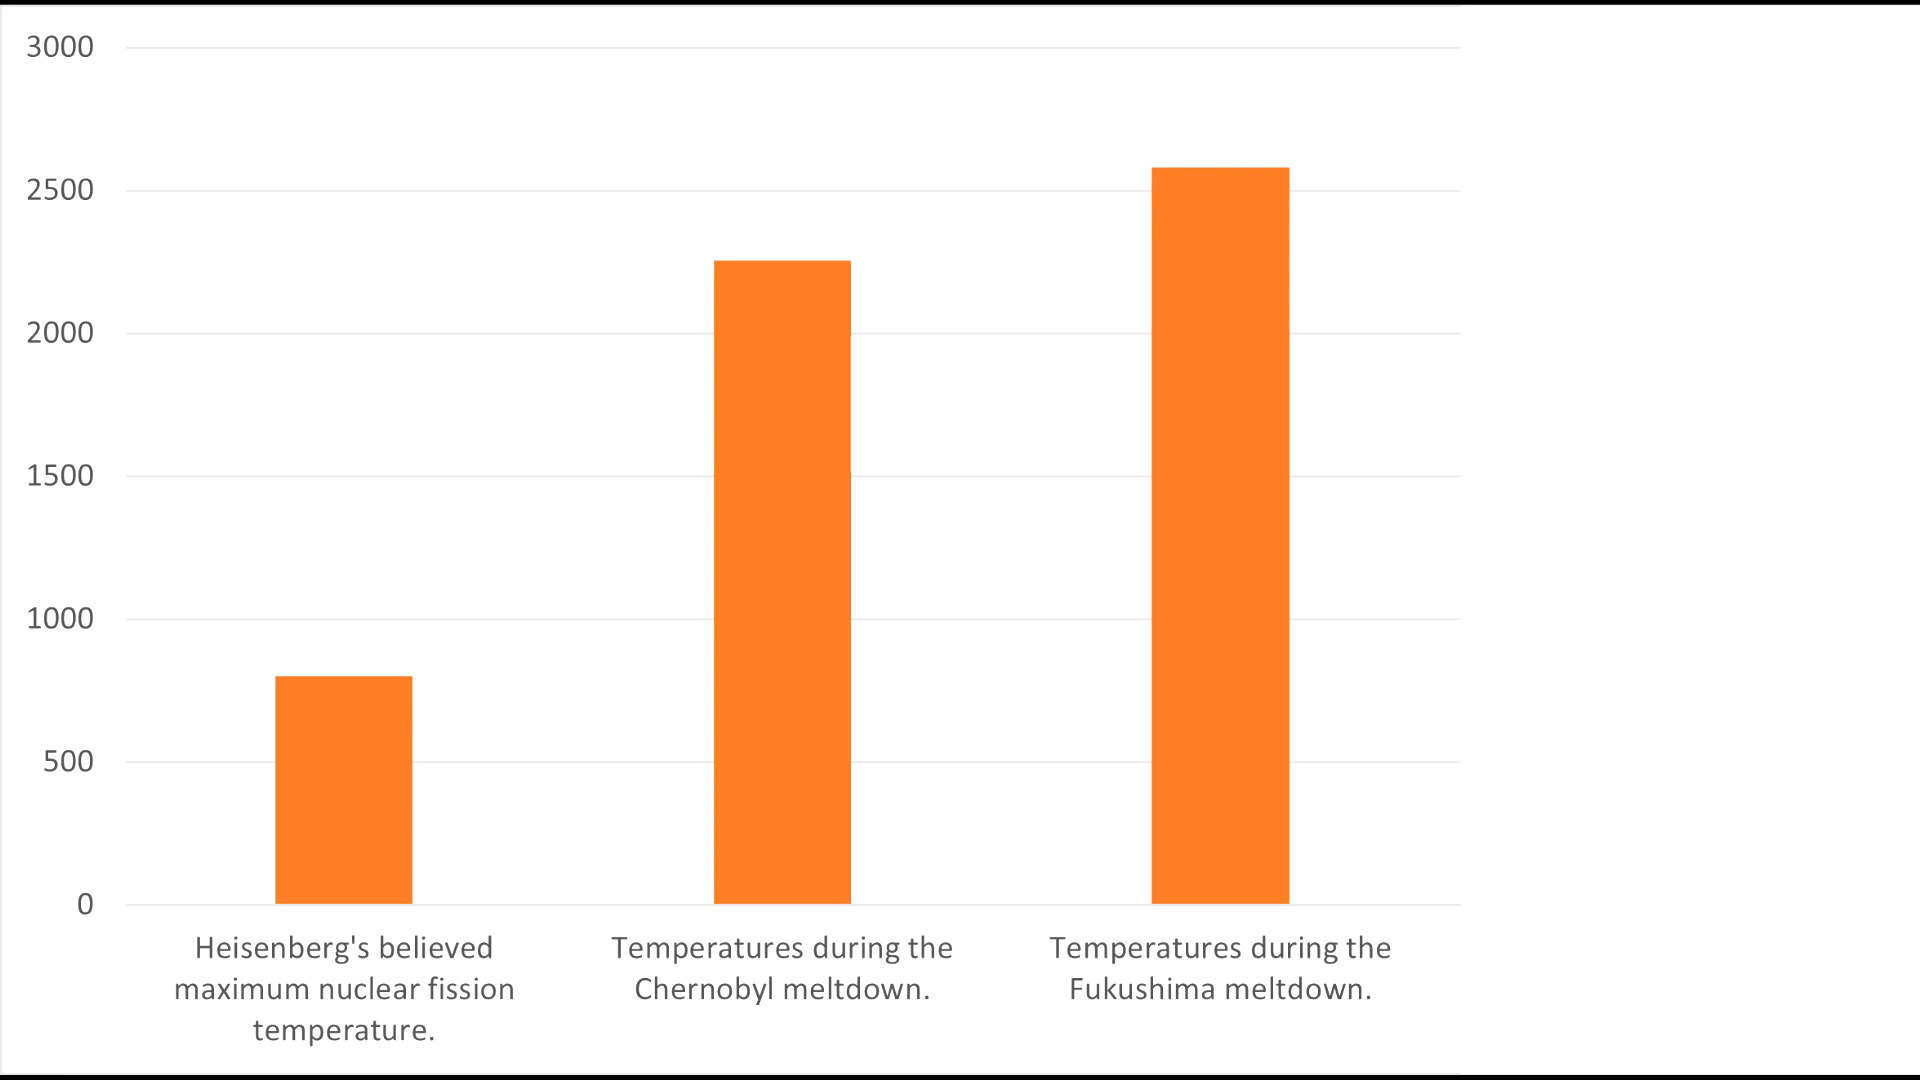 3000
2500
2000
1500
1000
500
0
Heisenberg's believed
maximum nuclear fission
temperature.
Temperatures during the
Chernobyl meltdown.
Temperatures during the
Fukushima meltdown.